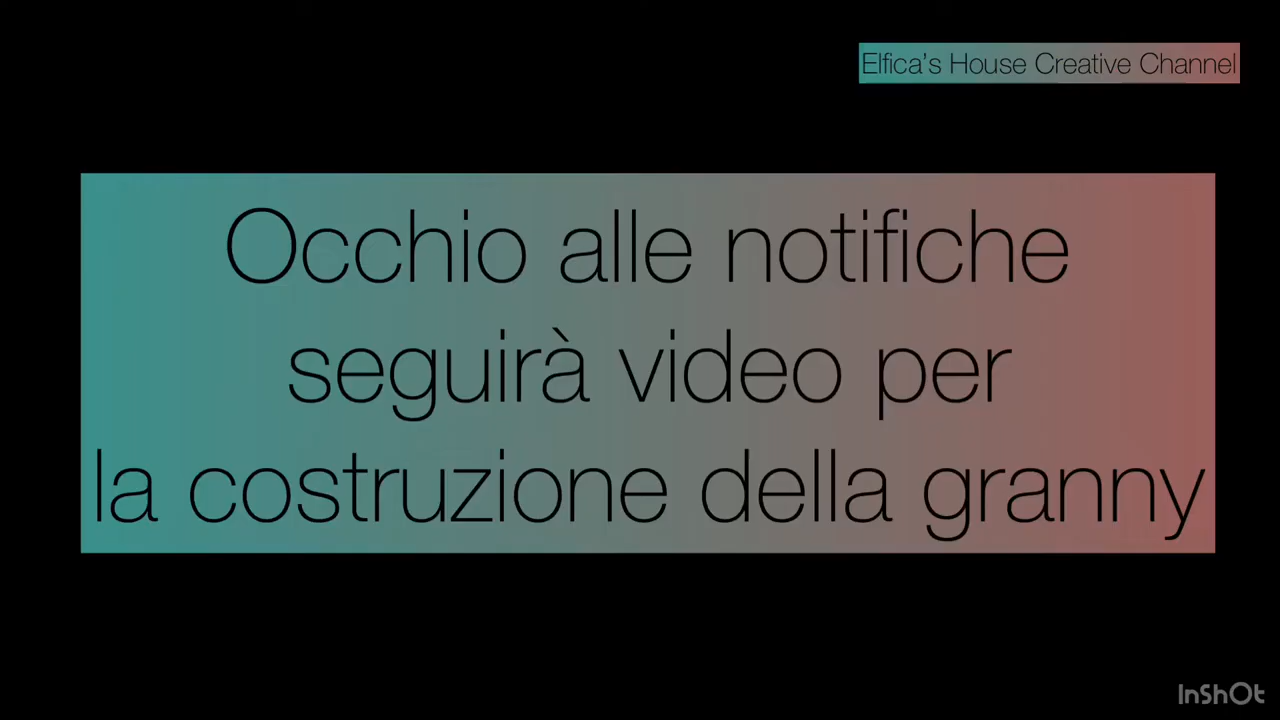 Elfica's House Creative Channel
Occhio alle notifiche
seguirà video per
la costruzione della granny
InShOt